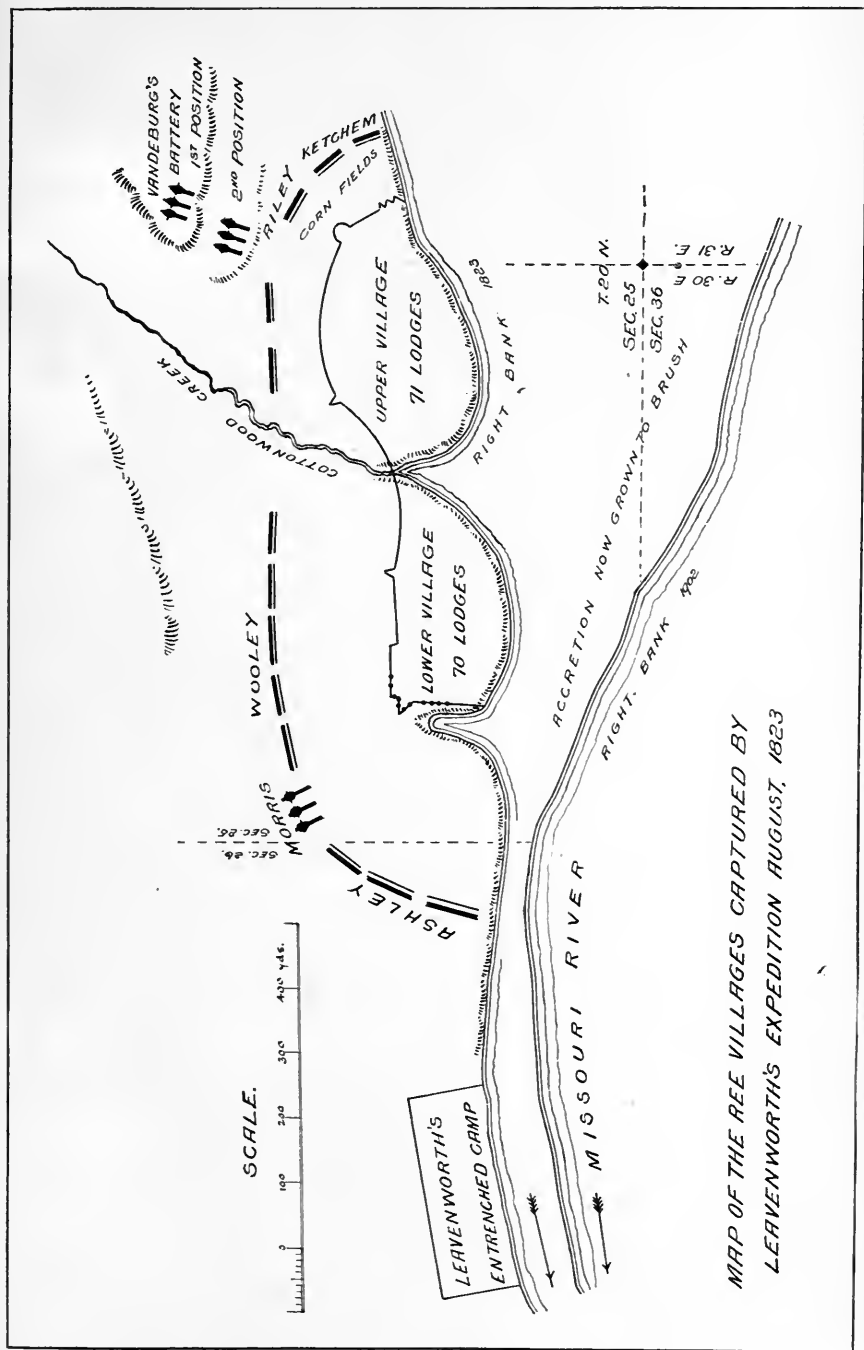 VANDEBURG'S
BATTERY
1ST POSITION
2ND POSITION
RILEY
KETCHEM
CORN FIELDS
CREEK
COTTONWOOD
UPPER VILLAGE
71 LODGES
1823
RIGHT BANK
WOOLEY
LOWER VILLAGE
70 LODGES
MORRIS
SEC. 26.
SEC. 25.
ASHLEY
T. 20 N.
SEC. 25
SEC. 36
R. 30 E
R. 31 E.
ACCRETION NOW GROWN TO BRUSH
RIGHT BANK 1902
SCALE.
0 100 200 300 400 yds.
LEAVENWORTH'S
ENTRENCHED CAMP
MISSOURI RIVER
MAP OF THE REE VILLAGES CAPTURED BY
LEAVENWORTH'S EXPEDITION AUGUST, 1823